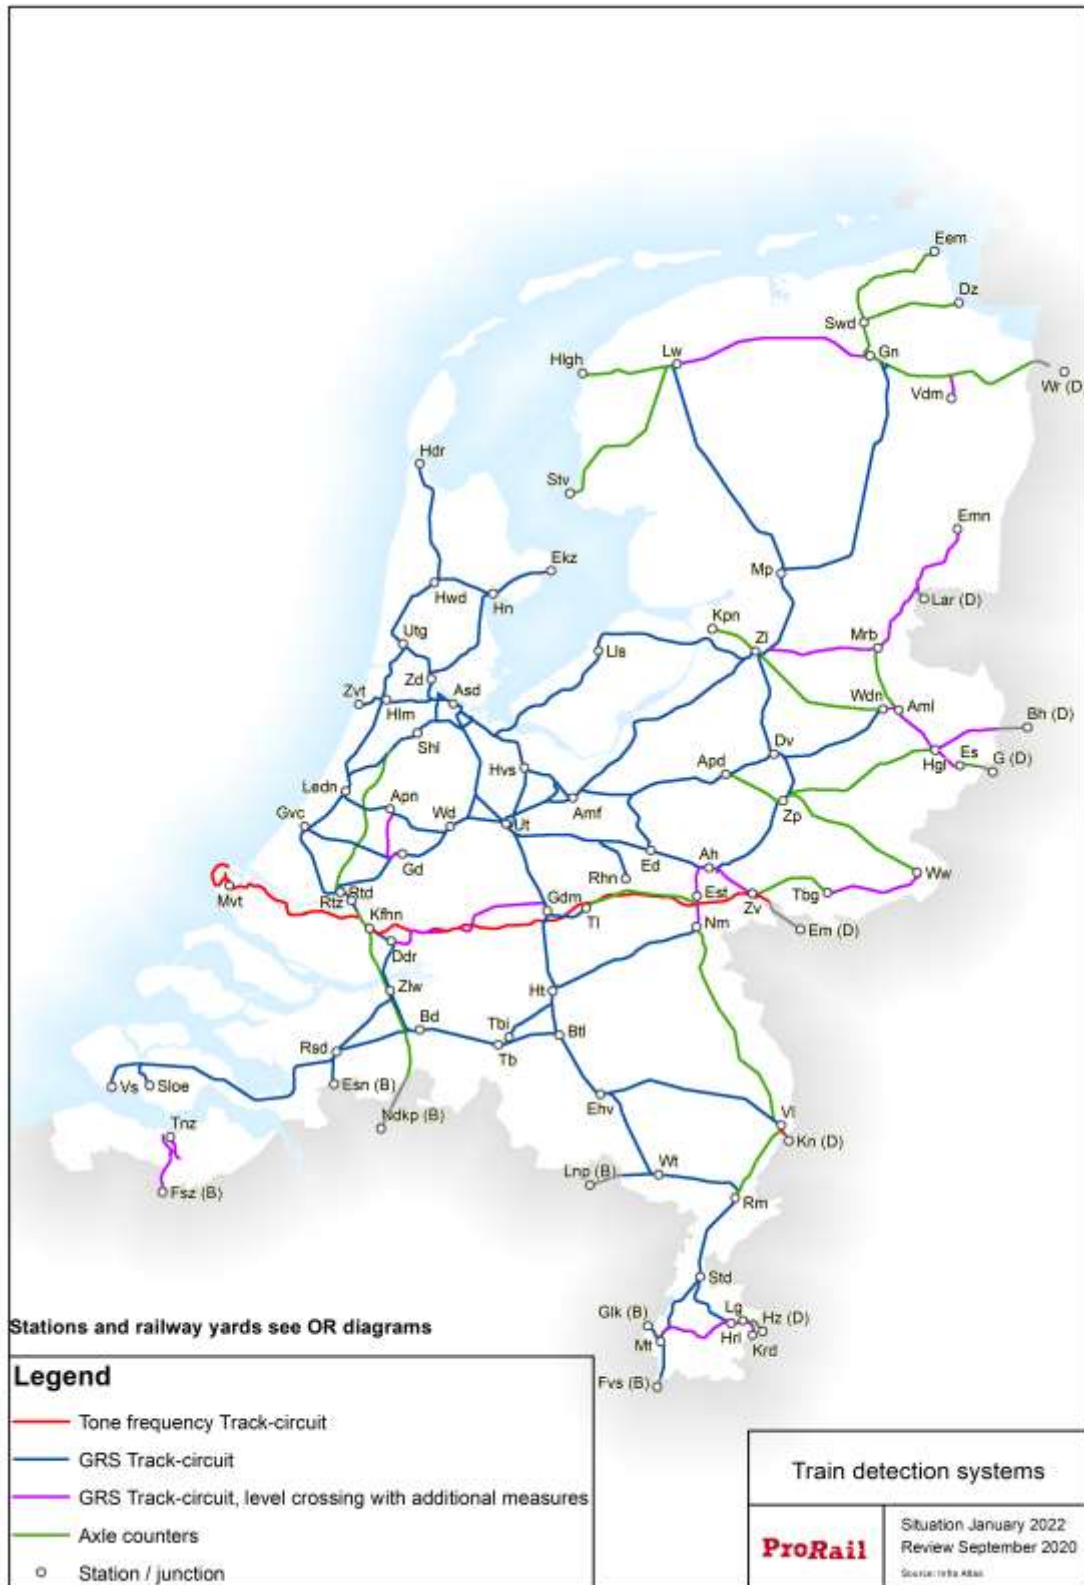 Eem
Dz
Swd
Gn
Lw
Hlgh
Wr (D)
Vdm
Hdr
Stv
Emn
Ekz
Mp
Hwd
Hn
Lar (D)
Kpn
Utg
Zl
Mrb
Lls
Zd
Zvt
Asd
Wdn
Aml
Hlm
Bh (D)
Shl
Dv
Es
Hvs
Apd
Hgl
G (D)
Ledn
Apn
Amf
Gvc
Wd
Zp
Ut
Gd
Ed
Ah
Rhn
Ww
Mvt
Rtd
Rtz
Est
Tbg
Gdm
Zv
Kfhn
Tl
Nm
Em (D)
Ddr
Zlw
Ht
Bd
Tbi
Btl
Rsd
Tb
Vs
Sloe
Esn (B)
Ehv
Ndkp (B)
Vl
Tnz
Kn (D)
Lnp (B)
Wt
Fsz (B)
Rm
Std
Glk (B)
Lg
Hz (D)
Mt
Hrl
Krd
Fvs (B)
Stations and railway yards see OR diagrams
Legend
Tone frequency Track-circuit
GRS Track-circuit
GRS Track-circuit, level crossing with additional measures
Axle counters
Station / junction
Train detection systems
ProRail
Situation January 2022
Review September 2020
Source: Infra Atlas